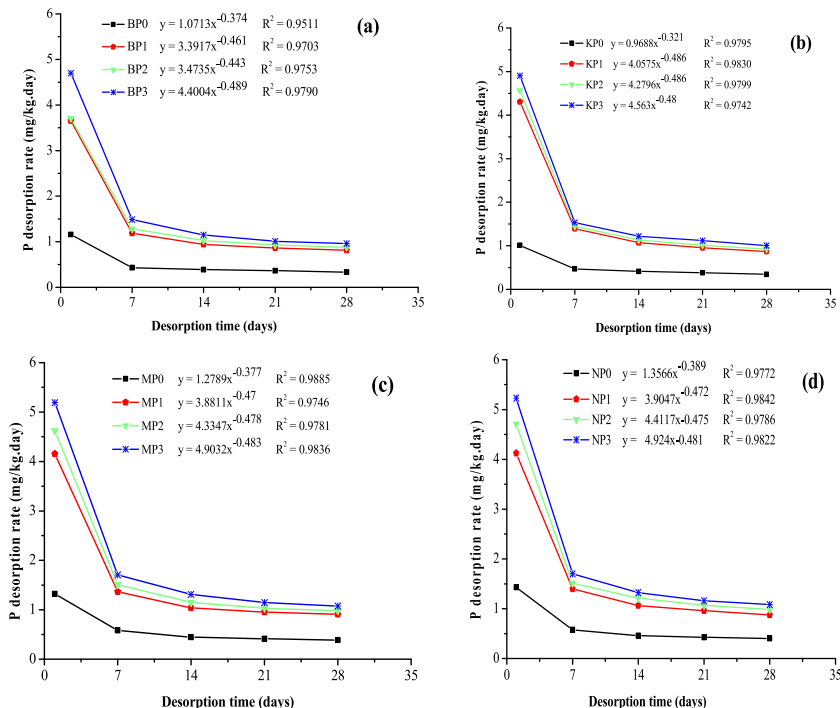 (a)
BP0 y = 1.0713x^-0.374 R^2 = 0.9511
BP1 y = 3.3917x^-0.461 R^2 = 0.9703
BP2 y = 3.4735x^-0.443 R^2 = 0.9753
BP3 y = 4.4004x^-0.489 R^2 = 0.9790
P desorption rate (mg/kg.day)
6
5
4
3
2
1
0
0 7 14 21 28 35
Desorption time (days)
(b)
KP0 y = 0.9688x^-0.321 R^2 = 0.9795
KP1 y = 4.0575x^-0.486 R^2 = 0.9830
KP2 y = 4.2796x^-0.486 R^2 = 0.9799
KP3 y = 4.563x^-0.48 R^2 = 0.9742
P desorption rate (mg/kg.day)
6
5
4
3
2
1
0
0 7 14 21 28 35
Desorption time (days)
(c)
MP0 y = 1.2789x^-0.377 R^2 = 0.9885
MP1 y = 3.8811x^-0.47 R^2 = 0.9746
MP2 y = 4.3347x^-0.478 R^2 = 0.9781
MP3 y = 4.9032x^-0.483 R^2 = 0.9836
P desorption rate (mg/kg.day)
6
5
4
3
2
1
0
0 7 14 21 28 35
Desorption time (days)
(d)
NP0 y = 1.3566x^-0.389 R^2 = 0.9772
NP1 y = 3.9047x^-0.472 R^2 = 0.9842
NP2 y = 4.4117x-0.475 R^2 = 0.9786
NP3 y = 4.924x-0.481 R^2 = 0.9822
P desorption rate (mg/kg.day)
6
5
4
3
2
1
0
0 7 14 21 28 35
Desorption time (days)